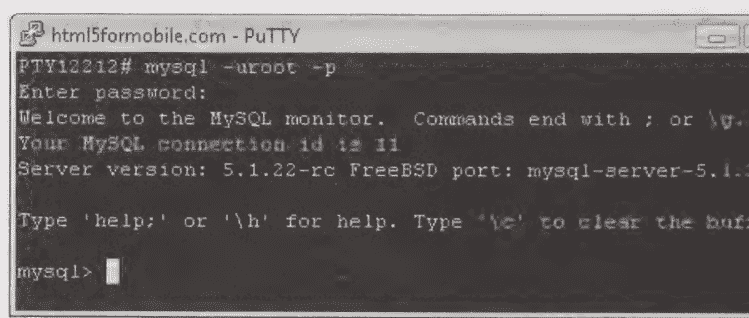 html5formobile.com - PuTTY
PTY12212# mysql -uroot -p
Enter password:
Welcome to the MySQL monitor.  Commands end with ; or \g.
Your MySQL connection id is 11
Server version: 5.1.22-rc FreeBSD port: mysql-server-5.1.
Type 'help;' or '\h' for help. Type '\c' to clear the buf
mysql>